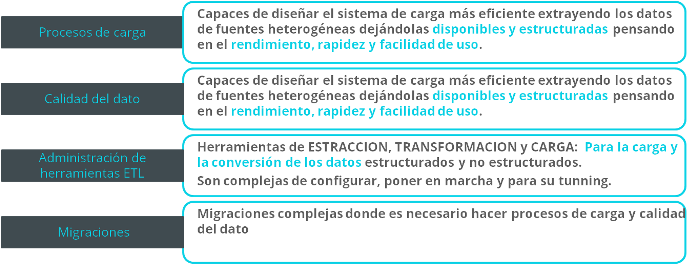 Procesos de carga
Capaces de diseñar el sistema de carga más eficiente extrayendo los datos
de fuentes heterogéneas dejándolas disponibles y estructuradas pensando
en el rendimiento, rapidez y facilidad de uso.
Calidad del dato
Capaces de diseñar el sistema de carga más eficiente extrayendo los datos
de fuentes heterogéneas dejándolas disponibles y estructuradas pensando
en el rendimiento, rapidez y facilidad de uso.
Administración de
herramientas ETL
Herramientas de ESTRACCION, TRANSFORMACION y CARGA: Para la carga y
la conversión de los datos estructurados y no estructurados.
Son complejas de configurar, poner en marcha y para su tunning.
Migraciones
Migraciones complejas donde es necesario hacer procesos de carga y calidad
del dato